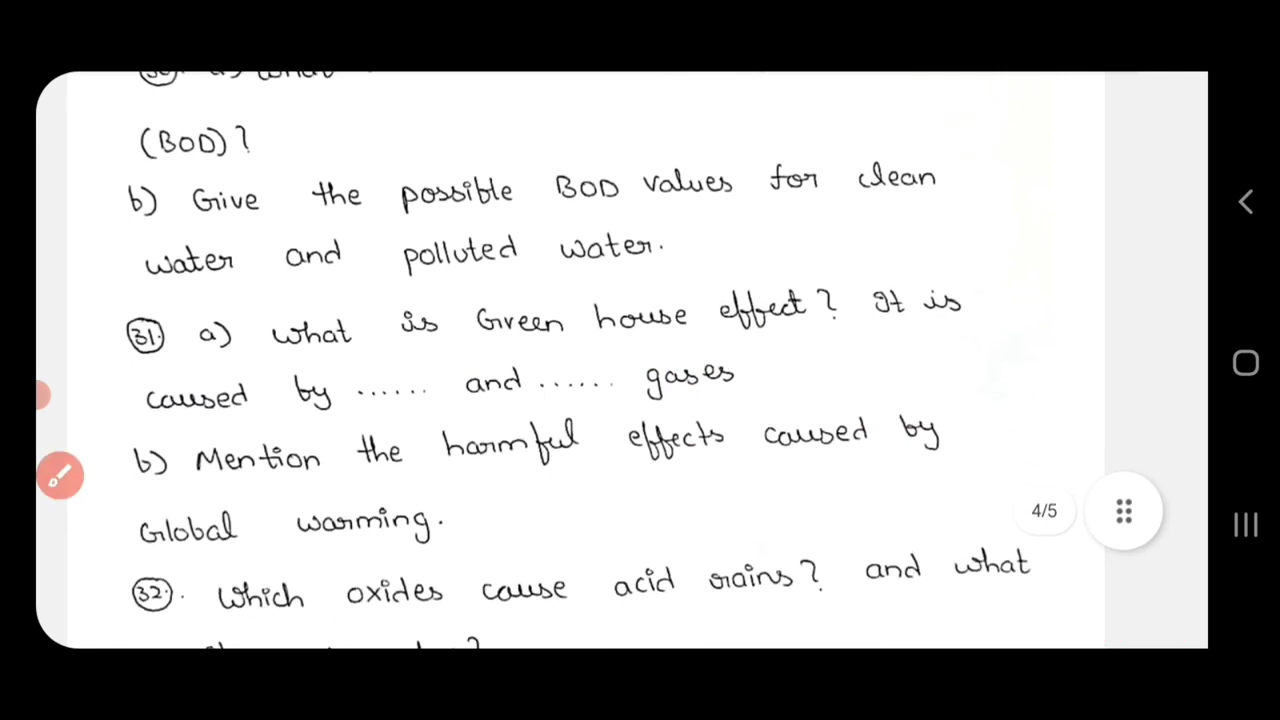 (BOD)?
b) Give the possible BOD values for clean
water and polluted water.
31. a) What is Green house effect? It is
caused by ...... and ...... gases
b) Mention the harmful effects caused by
Global warming.
4/5
32. Which oxides cause acid rains? and what